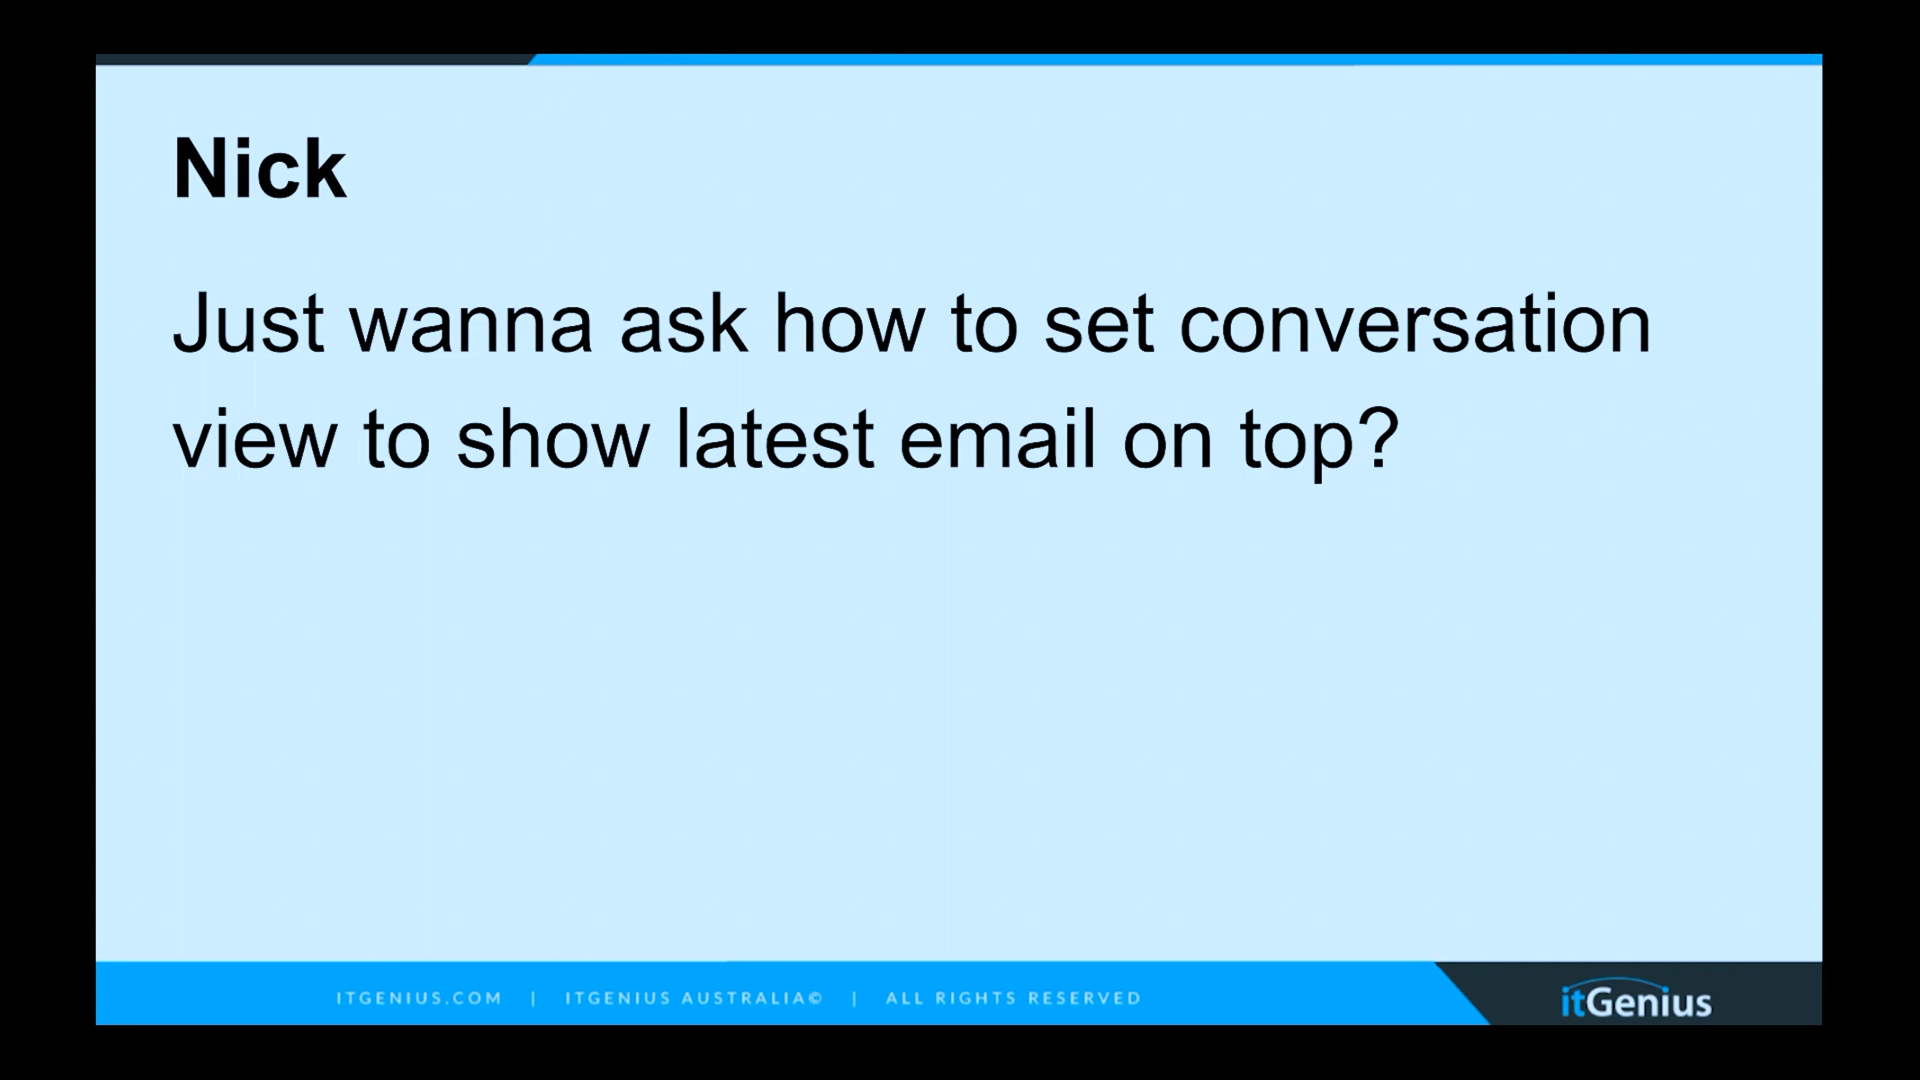 Nick
Just wanna ask how to set conversation
view to show latest email on top?
ITGENIUS.COM | ITGENIUS AUSTRALIA© | ALL RIGHTS RESERVED
itGenius